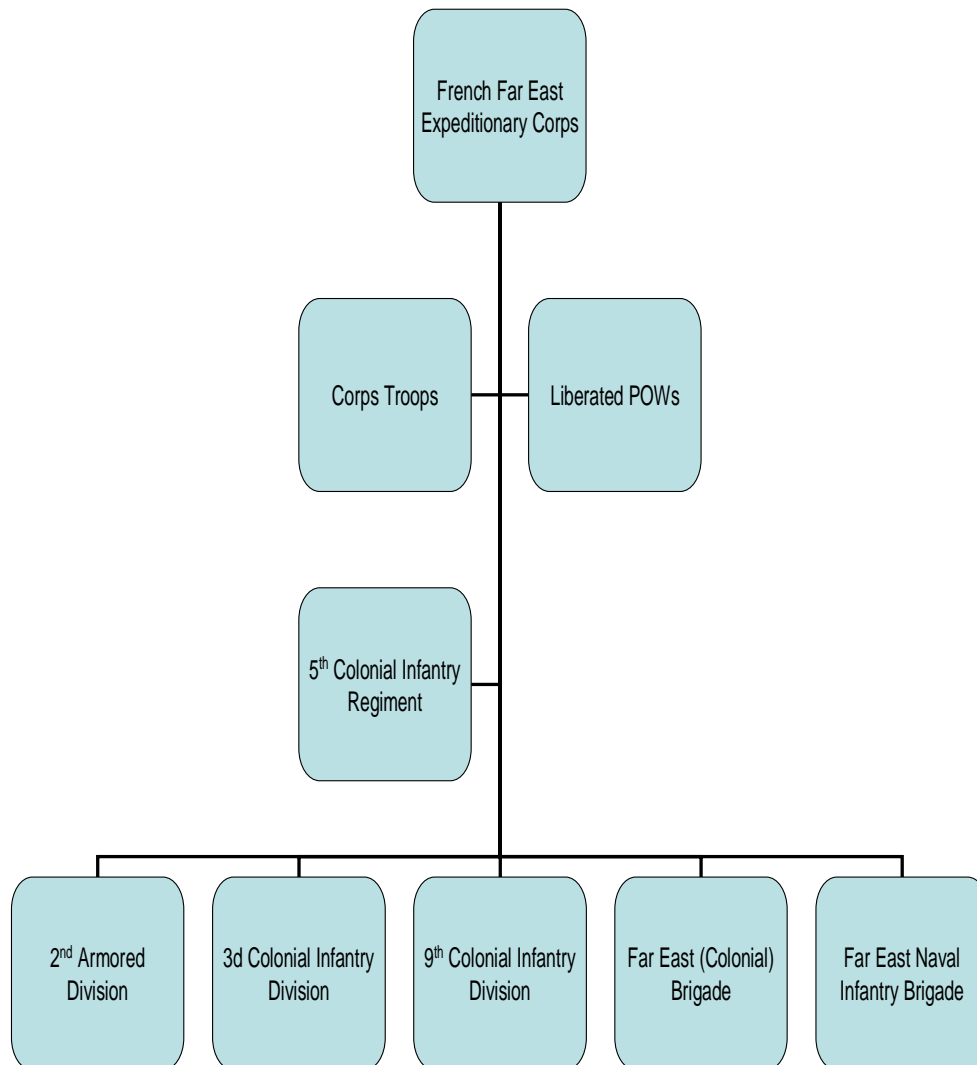 French Far East
Expeditionary Corps
Corps Troops
Liberated POWs
5th Colonial Infantry
Regiment
2nd Armored
Division
3d Colonial Infantry
Division
9th Colonial Infantry
Division
Far East (Colonial)
Brigade
Far East Naval
Infantry Brigade